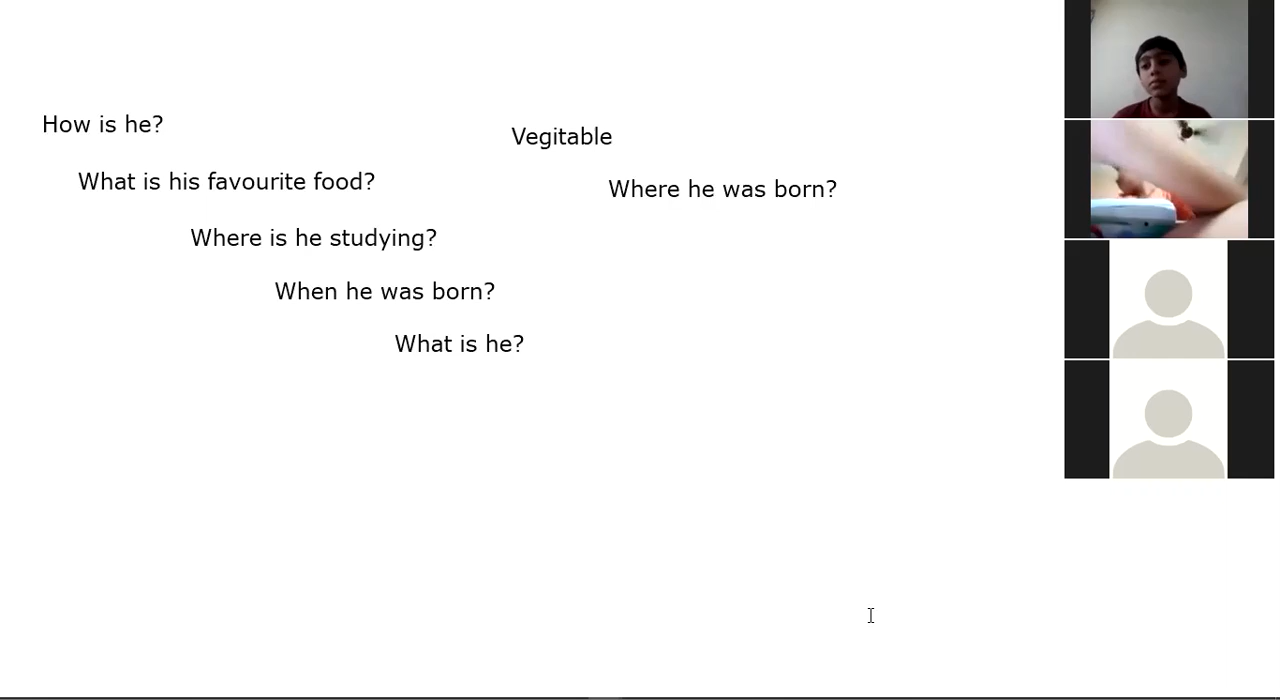 How is he?
Vegitable
What is his favourite food?
Where he was born?
Where is he studying?
When he was born?
What is he?